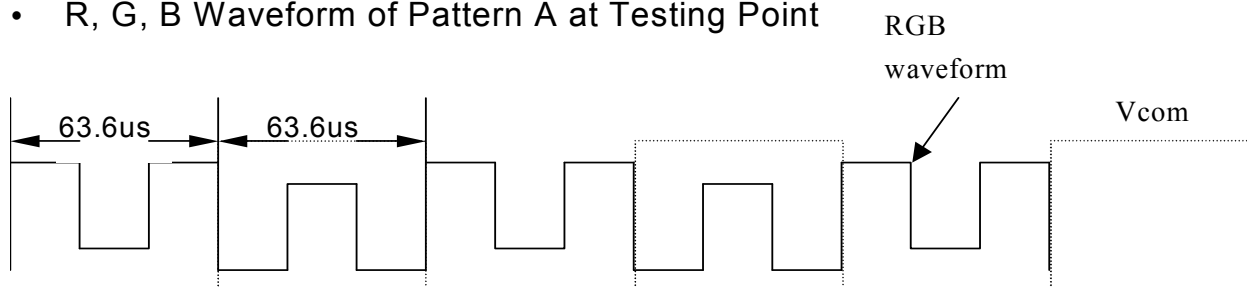 • R, G, B Waveform of Pattern A at Testing Point
RGB
waveform
63.6us 63.6us
Vcom